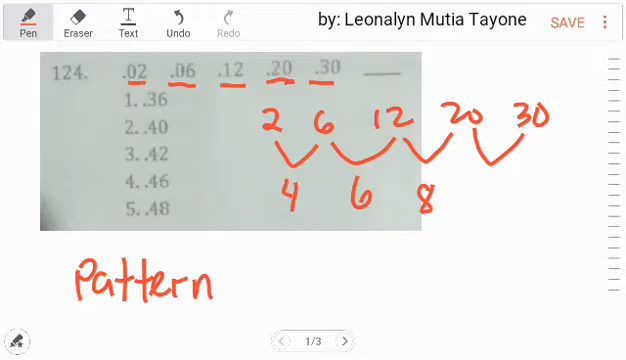 by: Leonalyn Mutia Tayone
Pen Eraser Text Undo Redo SAVE
124. .02 .06 .12 .20 .30 ____
1. .36
2. .40
3. .42
4. .46
5. .48
2 6 12 20 30
4 6 8
Pattern
1/3